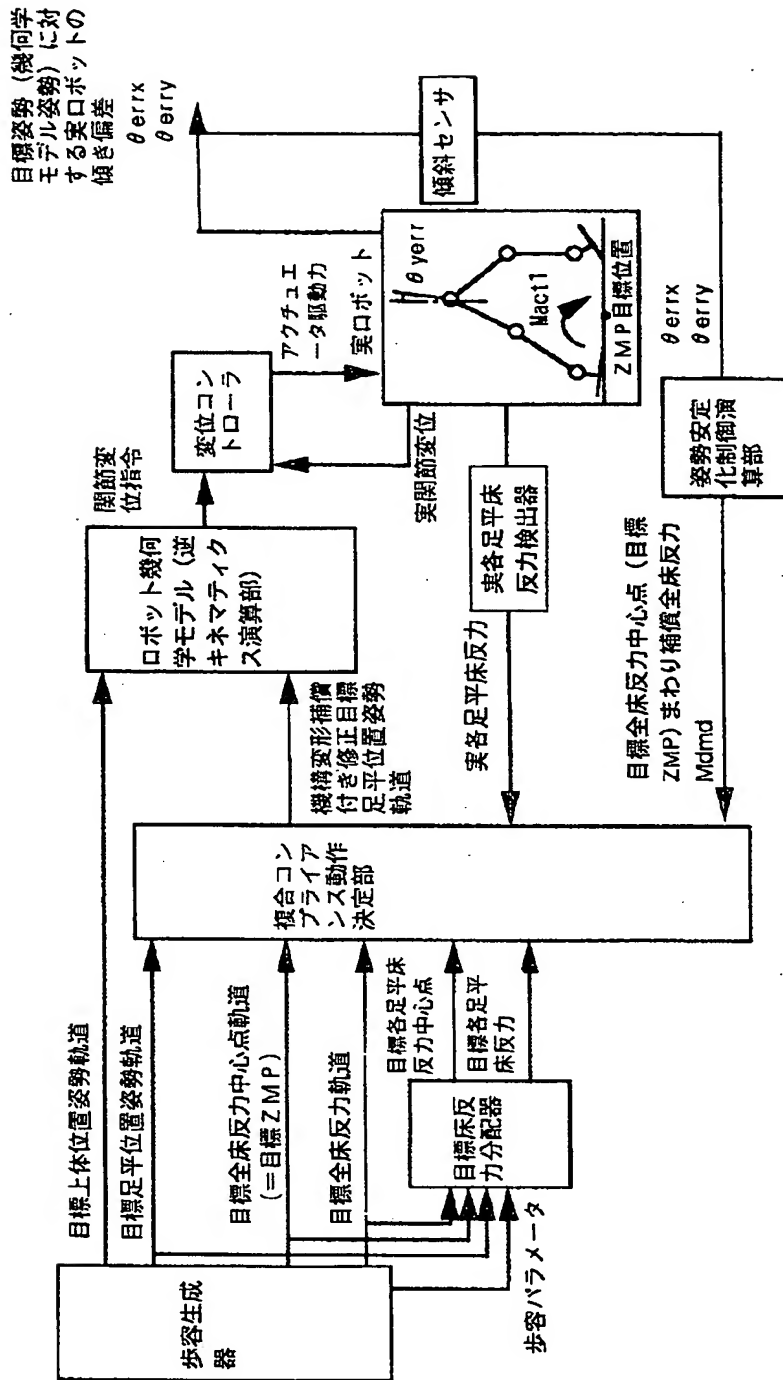 歩容生成
器
目標上体位置姿勢軌道
目標足平位置姿勢軌道
目標全床反力中心点軌道
(=目標ZMP)
目標全床反力軌道
歩容パラメータ
目標床反
力分配器
目標各足平床
反力中心点
目標各足平
床反力
複合コン
プライア
ンス動作
決定部
機構変形補償
付き修正目標
足平位置姿勢
軌道
ロボット幾何
学モデル(逆
キネマティク
ス演算部)
関節変
位指令
変位コン
トローラ
アクチュエ
ータ駆動力
実関節変位
実ロボット
θyerr
Mact1
ZMP目標位置
実各足平床
反力検出器
実各足平床反力
目標姿勢(幾何学
モデル姿勢)に対
する実ロボットの
傾き偏差
θerrx
θerry
傾斜センサ
θerrx
θerry
姿勢安定
化制御演
算部
目標全床反力中心点(目標
ZMP)まわり補償全床反力
Mdmd